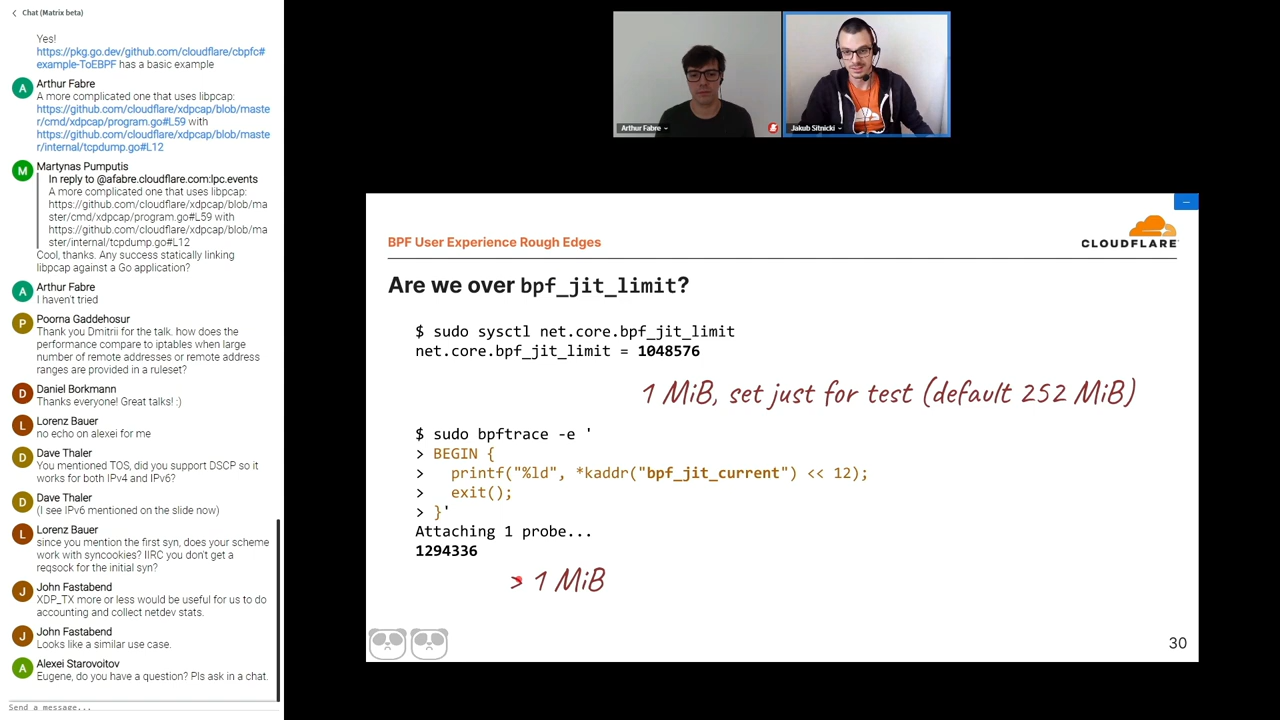 Chat (Matrix beta)
Yes!
https://pkg.go.dev/github.com/cloudflare/cbpfc#
example-ToEBPF has a basic example
Arthur Fabre
A more complicated one that uses libpcap:
https://github.com/cloudflare/xdpcap/blob/maste
r/cmd/xdpcap/program.go#L59 with
https://github.com/cloudflare/xdpcap/blob/maste
r/internal/tcpdump.go#L12
Martynas Pumputis
In reply to @afabre.cloudflare.com:lpc.events
A more complicated one that uses libpcap:
https://github.com/cloudflare/xdpcap/blob/ma
ster/cmd/xdpcap/program.go#L59 with
https://github.com/cloudflare/xdpcap/blob/ma
ster/internal/tcpdump.go#L12
Cool, thanks. Any success statically linking
libpcap against a Go application?
Arthur Fabre
I haven't tried
Poorna Gaddehosur
Thank you Dmitrii for the talk. how does the
performance compare to iptables when large
number of remote addresses or remote address
ranges are provided in a ruleset?
Daniel Borkmann
Thanks everyone! Great talks! :)
Lorenz Bauer
no echo on alexei for me
Dave Thaler
You mentioned TOS, did you support DSCP so it
works for both IPv4 and IPv6?
Dave Thaler
(I see IPv6 mentioned on the slide now)
Lorenz Bauer
since you mention the first syn, does your scheme
work with syncookies? IIRC you don't get a
reqsock for the initial syn?
John Fastabend
XDP_TX more or less would be useful for us to do
accounting and collect netdev stats.
John Fastabend
Looks like a similar use case.
Alexei Starovoitov
Eugene, do you have a question? Pls ask in a chat.
Send a message...
Arthur Fabre
Jakub Sitnicki
BPF User Experience Rough Edges
CLOUDFLARE
Are we over bpf_jit_limit?
$ sudo sysctl net.core.bpf_jit_limit
net.core.bpf_jit_limit = 1048576
1 MiB, set just for test (default 252 MiB)
$ sudo bpftrace -e '
> BEGIN {
>   printf("%ld", *kaddr("bpf_jit_current") << 12);
>   exit();
> }'
Attaching 1 probe...
1294336
> 1 MiB
30